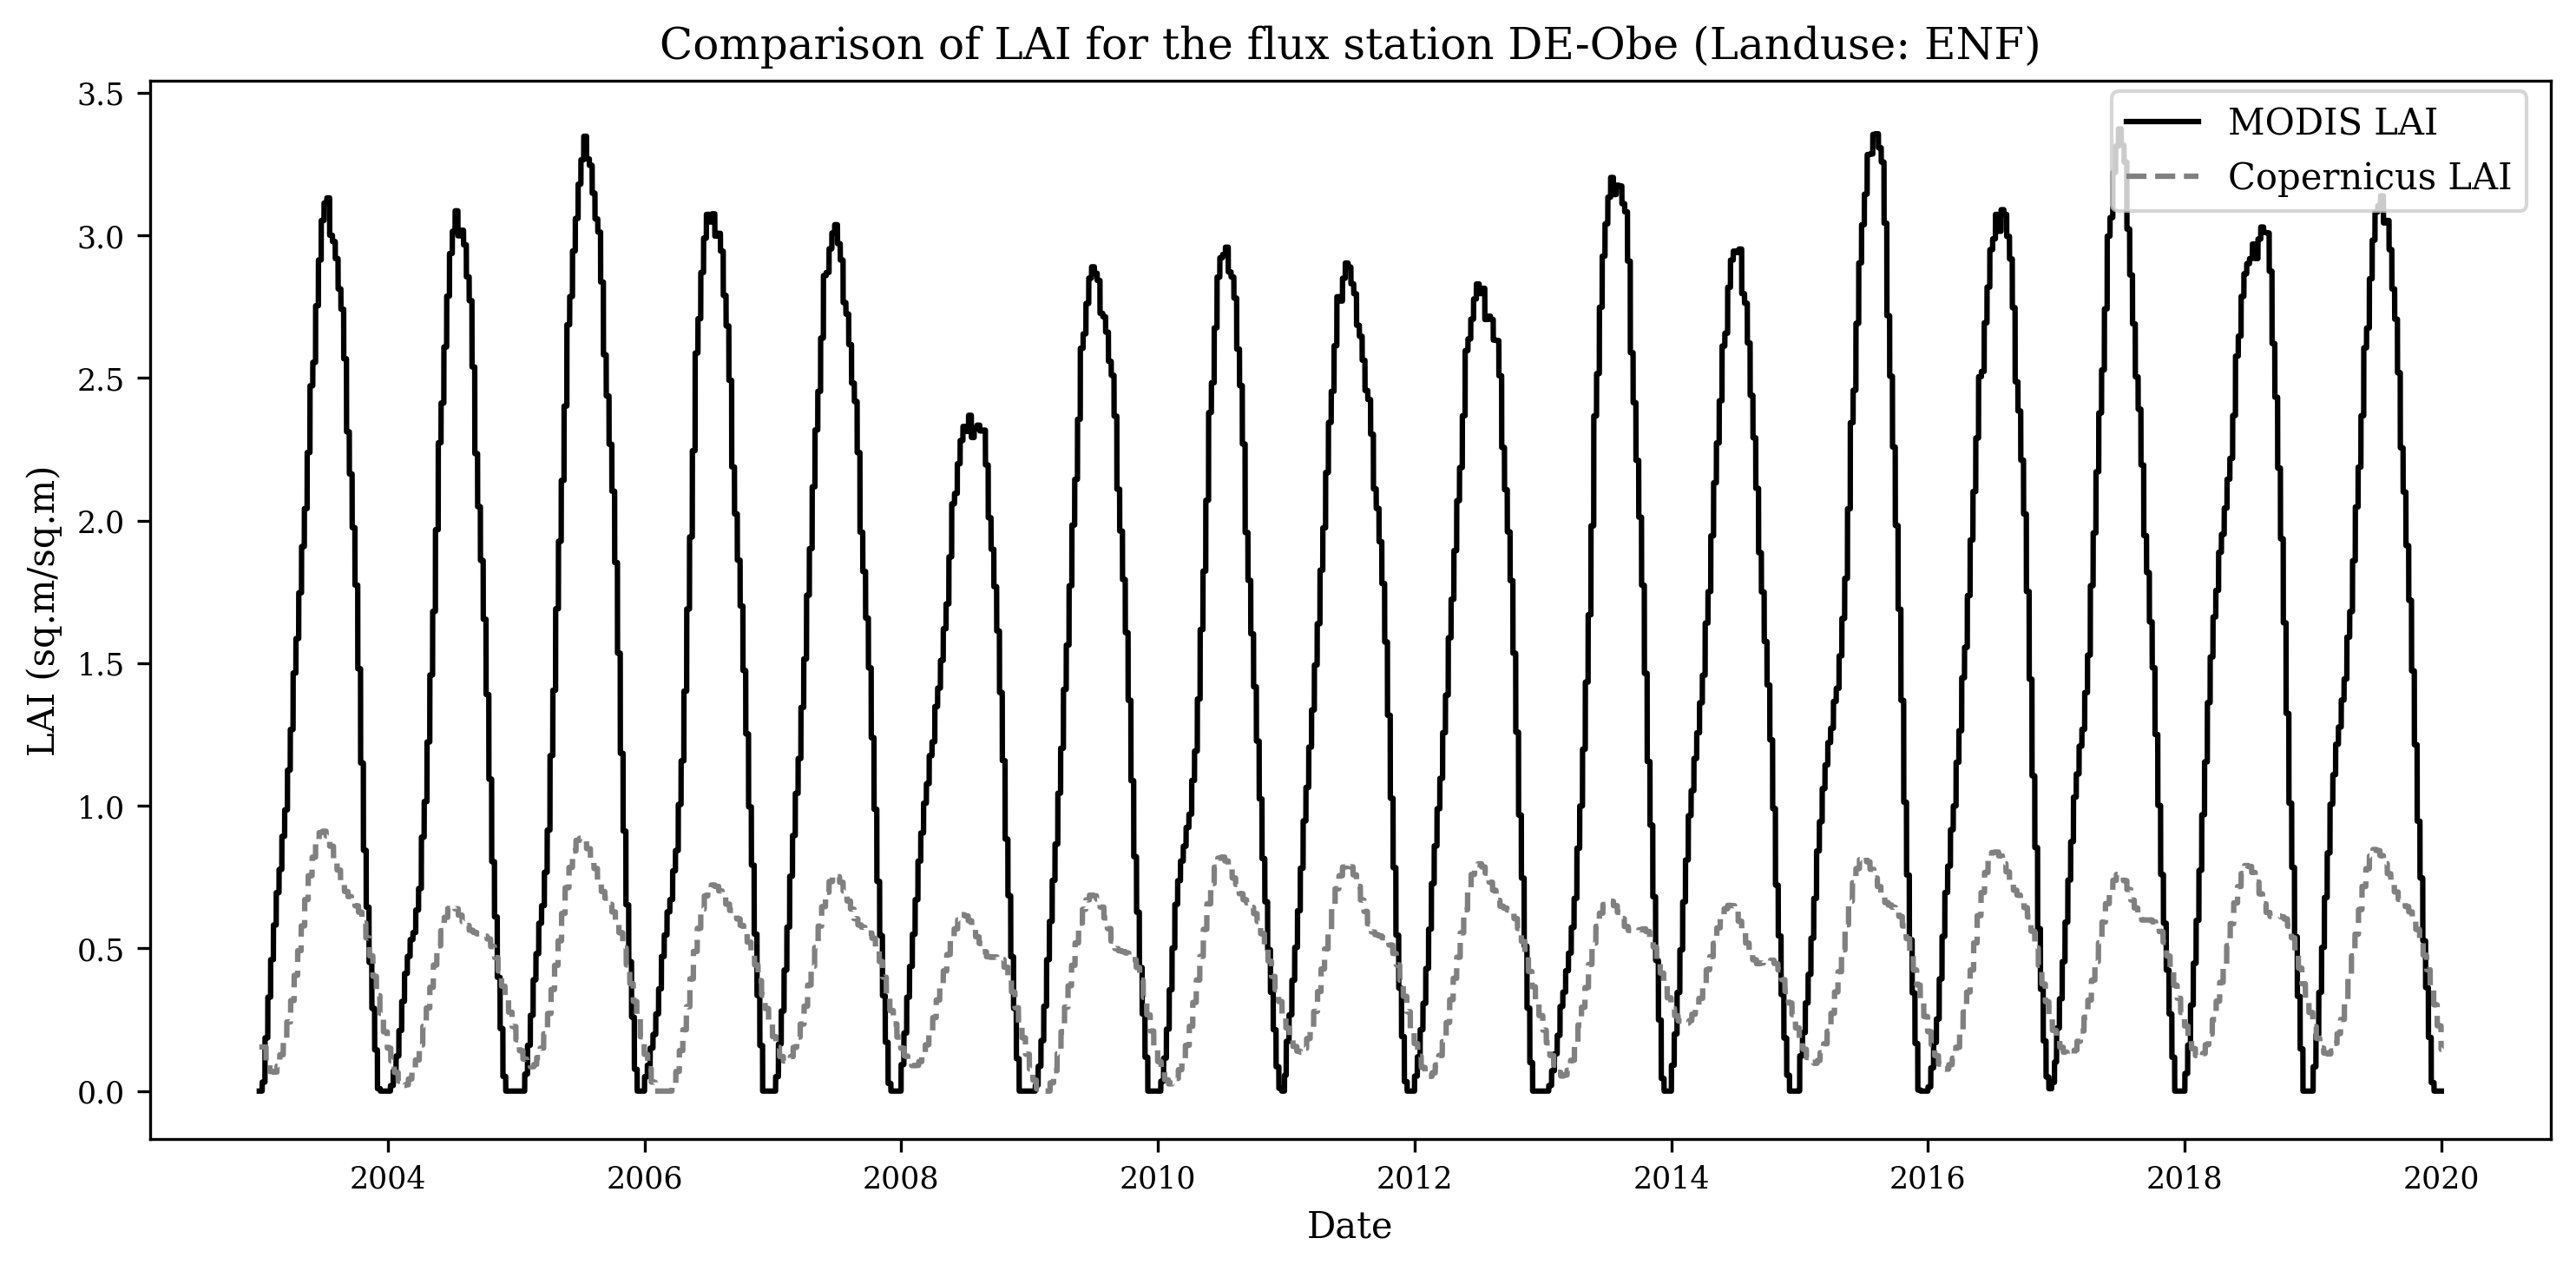 Comparison of LAI for the flux station DE-Obe (Landuse: ENF)
MODIS LAI
Copernicus LAI
LAI (sq.m/sq.m)
3.5
3.0
2.5
2.0
1.5
1.0
0.5
0.0
2004 2006 2008 2010 2012 2014 2016 2018 2020
Date